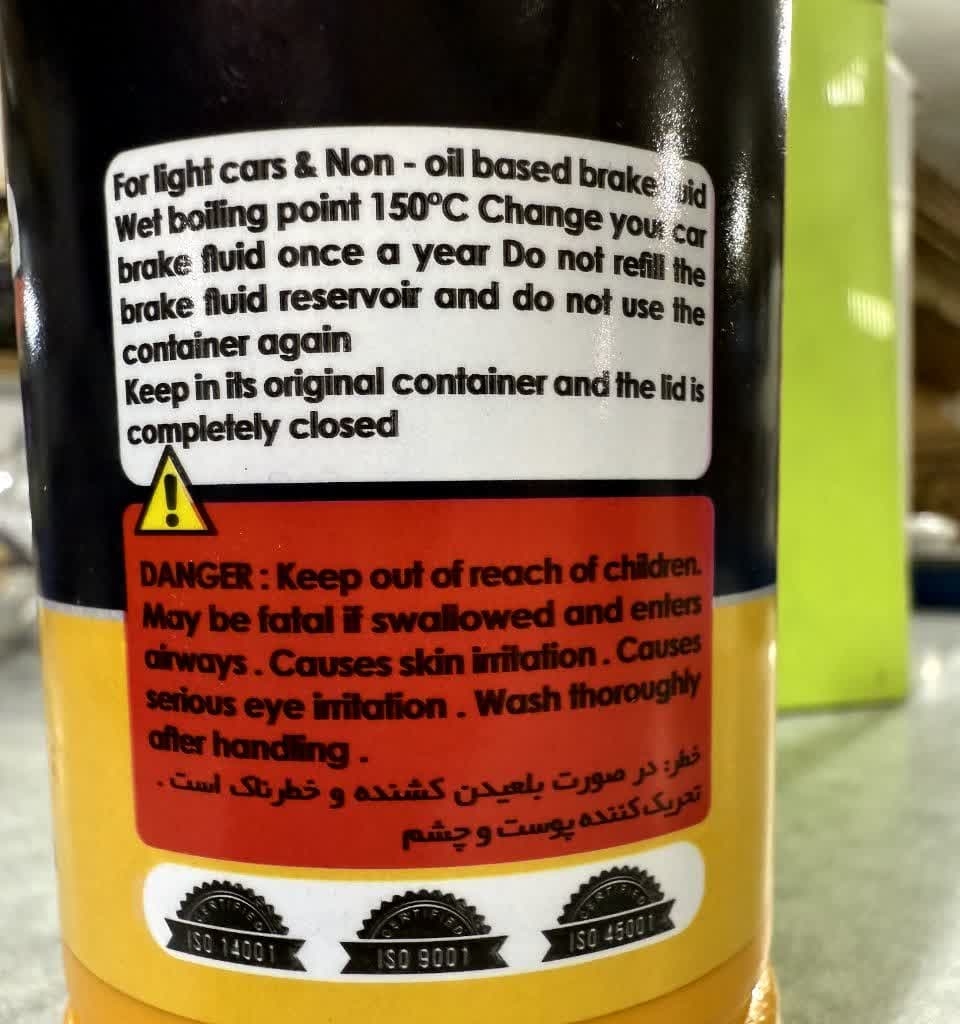 For light cars & Non - oil based brake
Wet boiling point 150°C Change your car
brake fluid once a year Do not refill the
brake fluid reservoir and do not use the
container again
Keep in its original container and the lid is
completely closed
DANGER : Keep out of reach of children.
May be fatal if swallowed and enters
airways . Causes skin irritation . Causes
serious eye irritation . Wash thoroughly
after handling .
خطر: در صورت بلعیدن کشنده و خطرناک است .
تحریک کننده پوست و چشم
CERTIFIED
ISO 14001
CERTIFIED
ISO 9001
CERTIFIED
ISO 45001